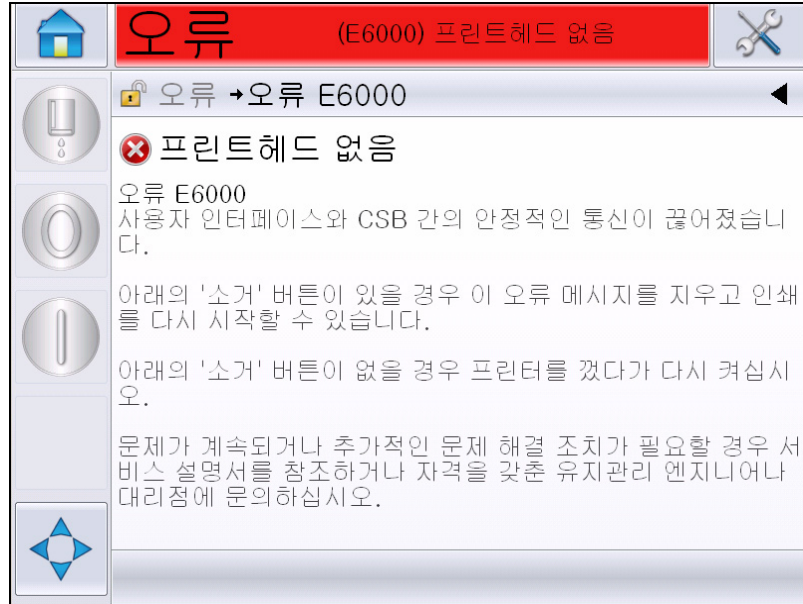 오류 (E6000) 프린트헤드 없음
오류 →오류 E6000
프린트헤드 없음
오류 E6000
사용자 인터페이스와 CSB 간의 안정적인 통신이 끊어졌습니
다.
아래의 '소거' 버튼이 있을 경우 이 오류 메시지를 지우고 인쇄
를 다시 시작할 수 있습니다.
아래의 '소거' 버튼이 없을 경우 프린터를 껐다가 다시 켜십시
오.
문제가 계속되거나 추가적인 문제 해결 조치가 필요할 경우 서
비스 설명서를 참조하거나 자격을 갖춘 유지관리 엔지니어나
대리점에 문의하십시오.